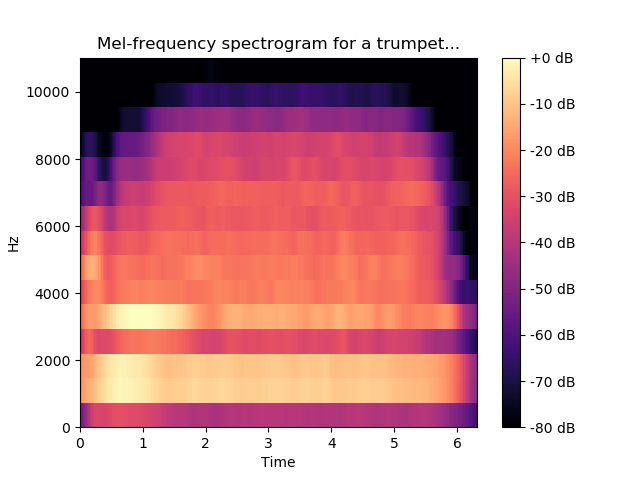 Mel-frequency spectrogram for a trumpet...
Hz
10000
8000
6000
4000
2000
0
0 1 2 3 4 5 6
Time
+0 dB
-10 dB
-20 dB
-30 dB
-40 dB
-50 dB
-60 dB
-70 dB
-80 dB